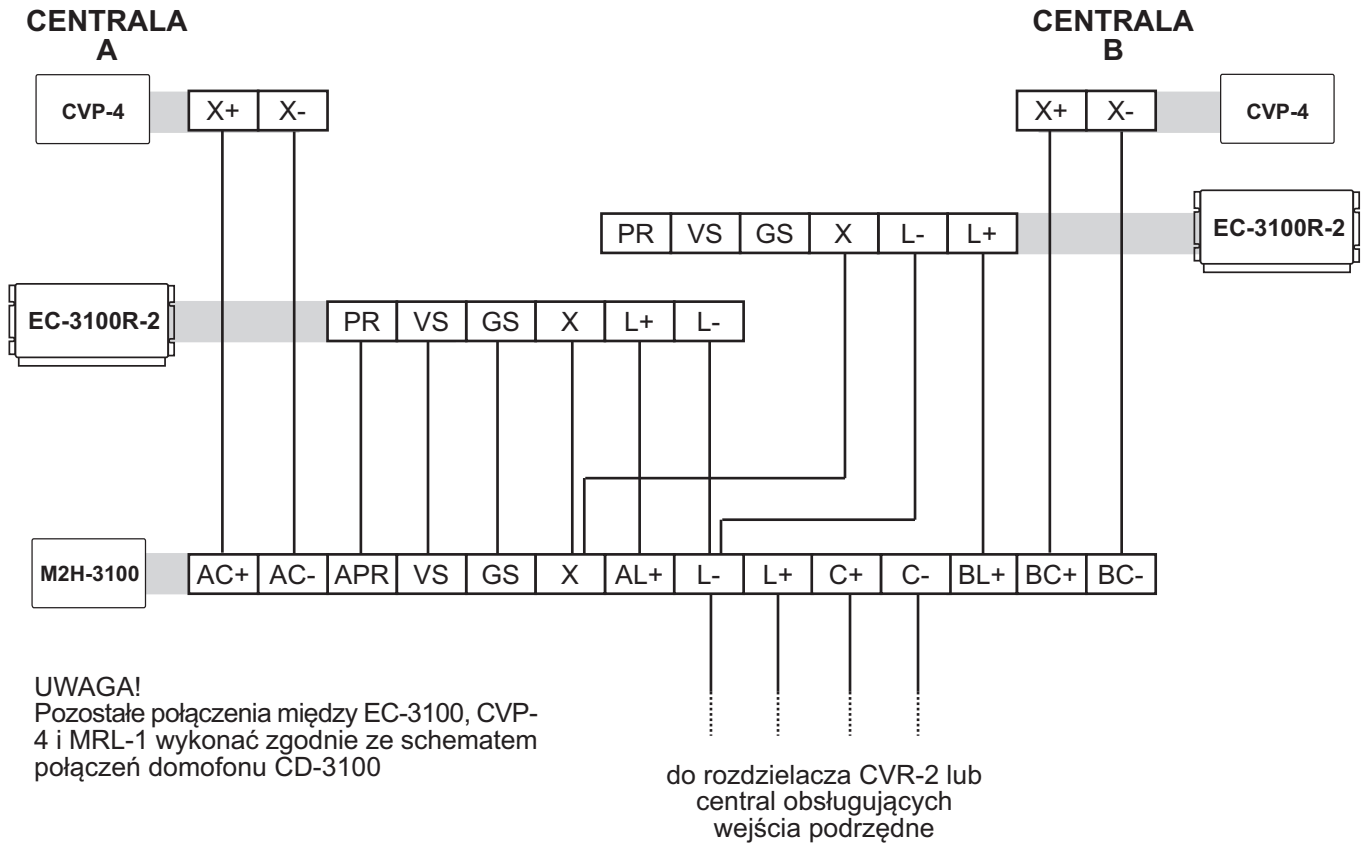 CENTRALA
A
CENTRALA
B
CVP-4
X+ X-
X+ X-
CVP-4
PR VS GS X L- L+
EC-3100R-2
EC-3100R-2
PR VS GS X L+ L-
M2H-3100
AC+ AC- APR VS GS X AL+ L- L+ C+ C- BL+ BC+ BC-
UWAGA!
Pozostałe połączenia między EC-3100, CVP-
4 i MRL-1 wykonać zgodnie ze schematem
połączeń domofonu CD-3100
do rozdzielacza CVR-2 lub
central obsługujących
wejścia podrzędne